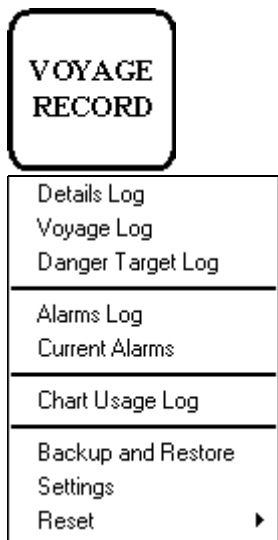 VOYAGE
RECORD
Details Log
Voyage Log
Danger Target Log
Alarms Log
Current Alarms
Chart Usage Log
Backup and Restore
Settings
Reset